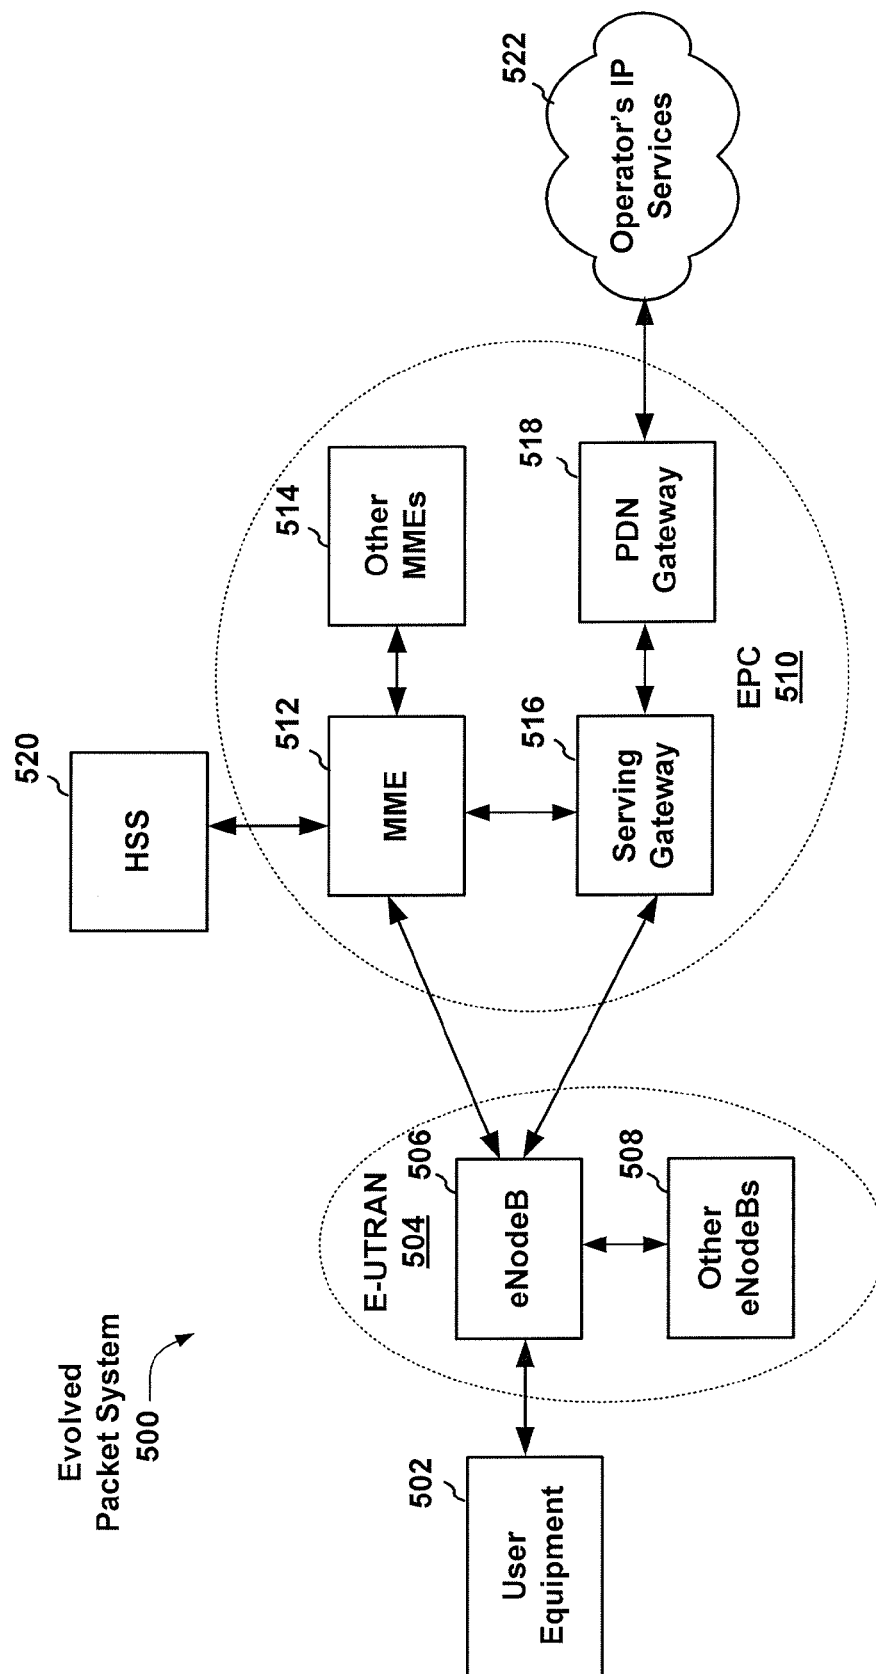 Evolved
Packet System
500
502
User
Equipment
E-UTRAN
504
506
eNodeB
508
Other
eNodeBs
520
HSS
512
MME
514
Other
MMEs
516
Serving
Gateway
518
PDN
Gateway
EPC
510
522
Operator's IP
Services